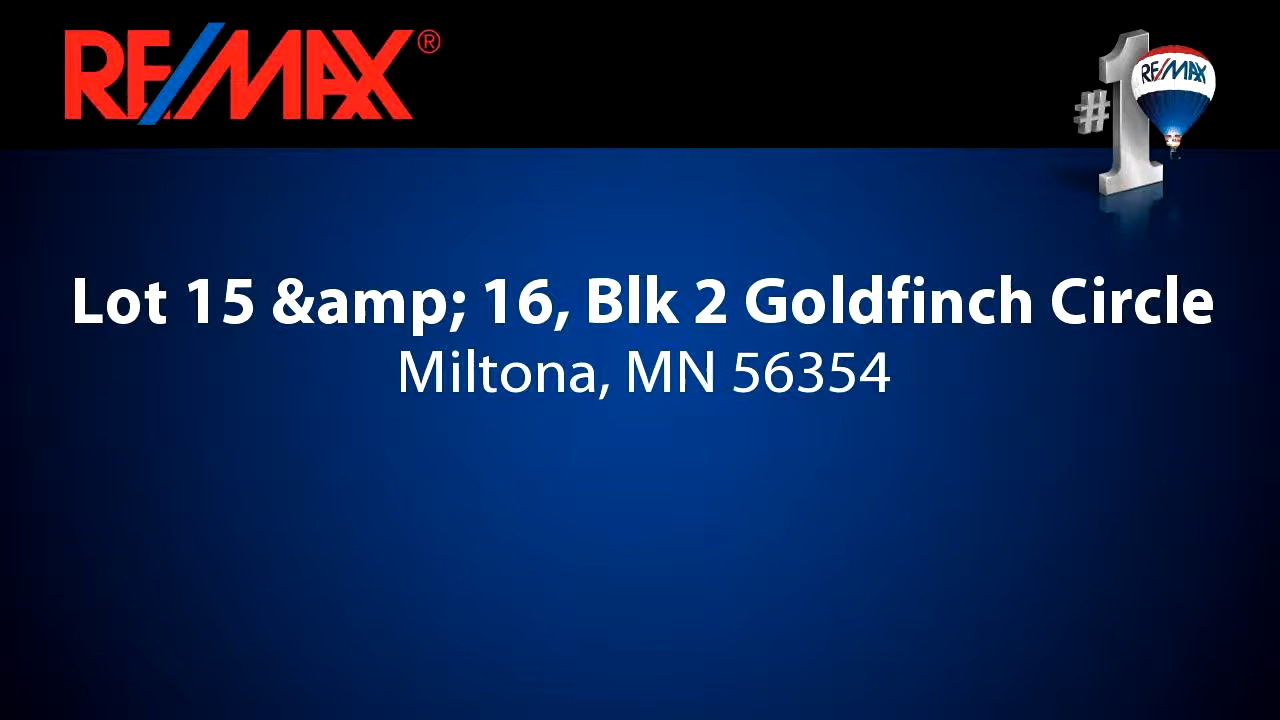 RE/MAX®
#1
RE/MAX
Lot 15 &amp; 16, Blk 2 Goldfinch Circle
Miltona, MN 56354